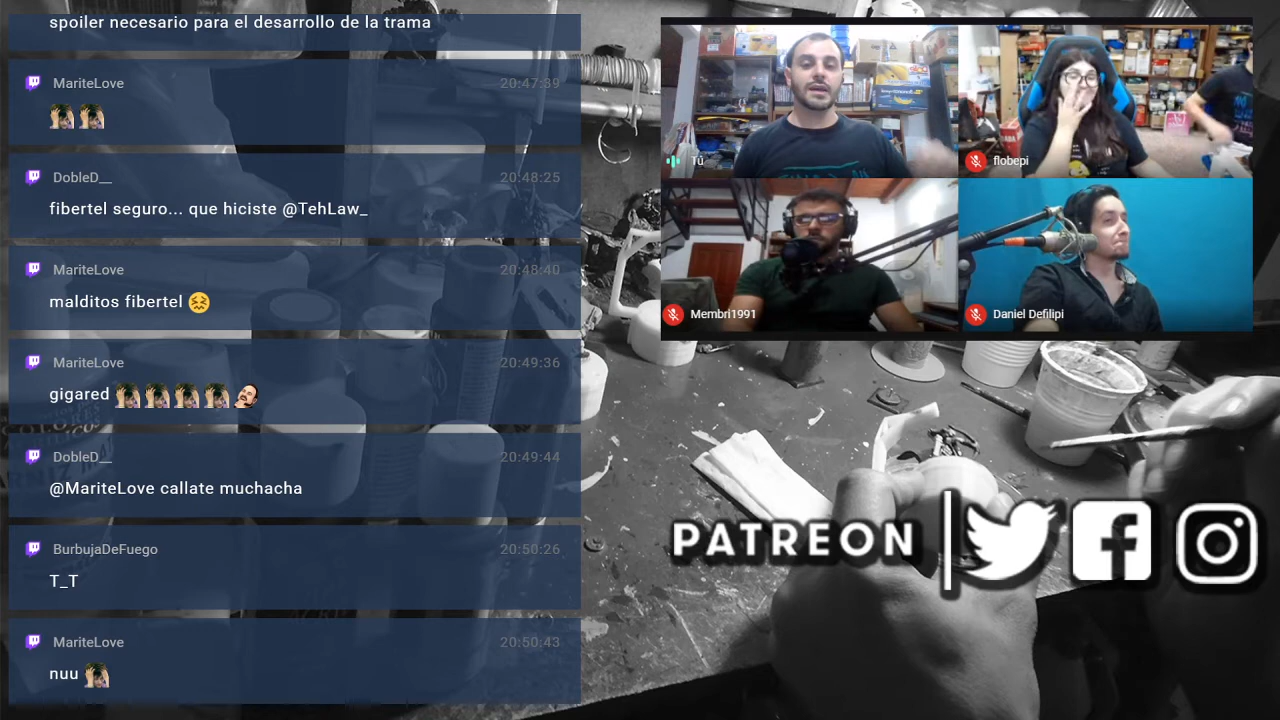 spoiler necesario para el desarrollo de la trama
MariteLove 20:47:39
DobleD__ 20:48:25
fibertel seguro... que hiciste @TehLaw_
MariteLove 20:48:40
malditos fibertel
MariteLove 20:49:36
gigared
DobleD__ 20:49:44
@MariteLove callate muchacha
BurbujaDeFuego 20:50:26
T_T
MariteLove 20:50:43
nuu
Tú
flobepi
Membri1991
Daniel Defilipi
PATREON